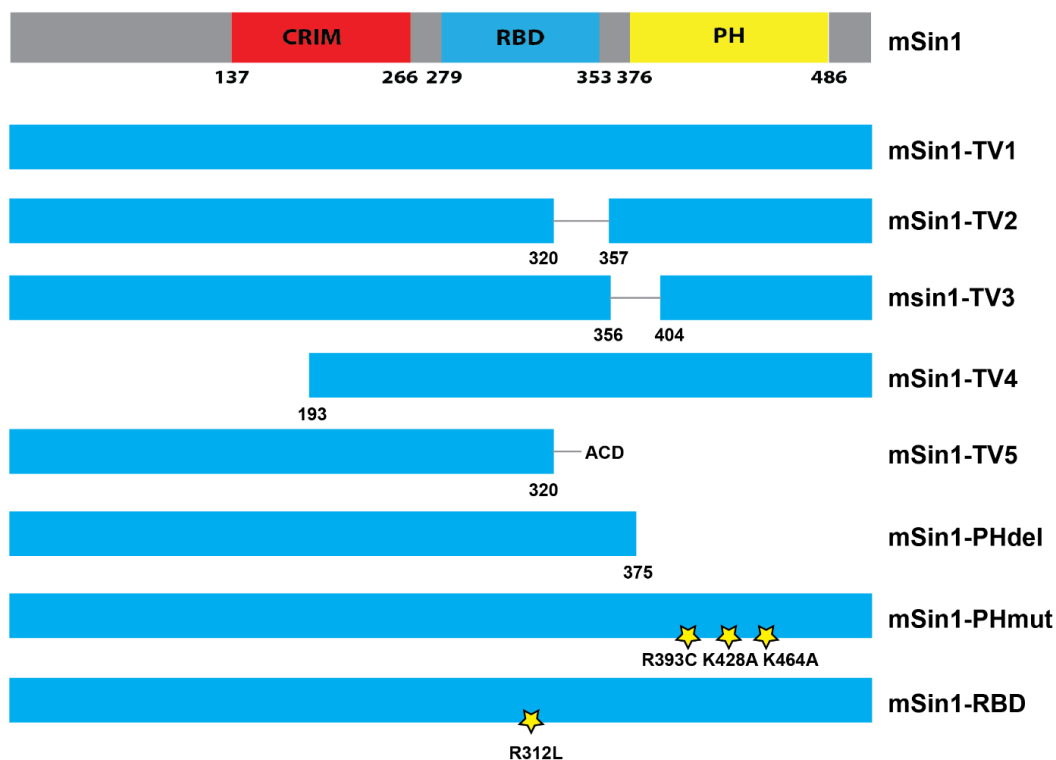 CRIM RBD PH mSin1
137 266 279 353 376 486
mSin1-TV1
mSin1-TV2
320 357
msin1-TV3
356 404
mSin1-TV4
193
ACD mSin1-TV5
320
mSin1-PHdel
375
mSin1-PHmut
R393C K428A K464A
mSin1-RBD
R312L